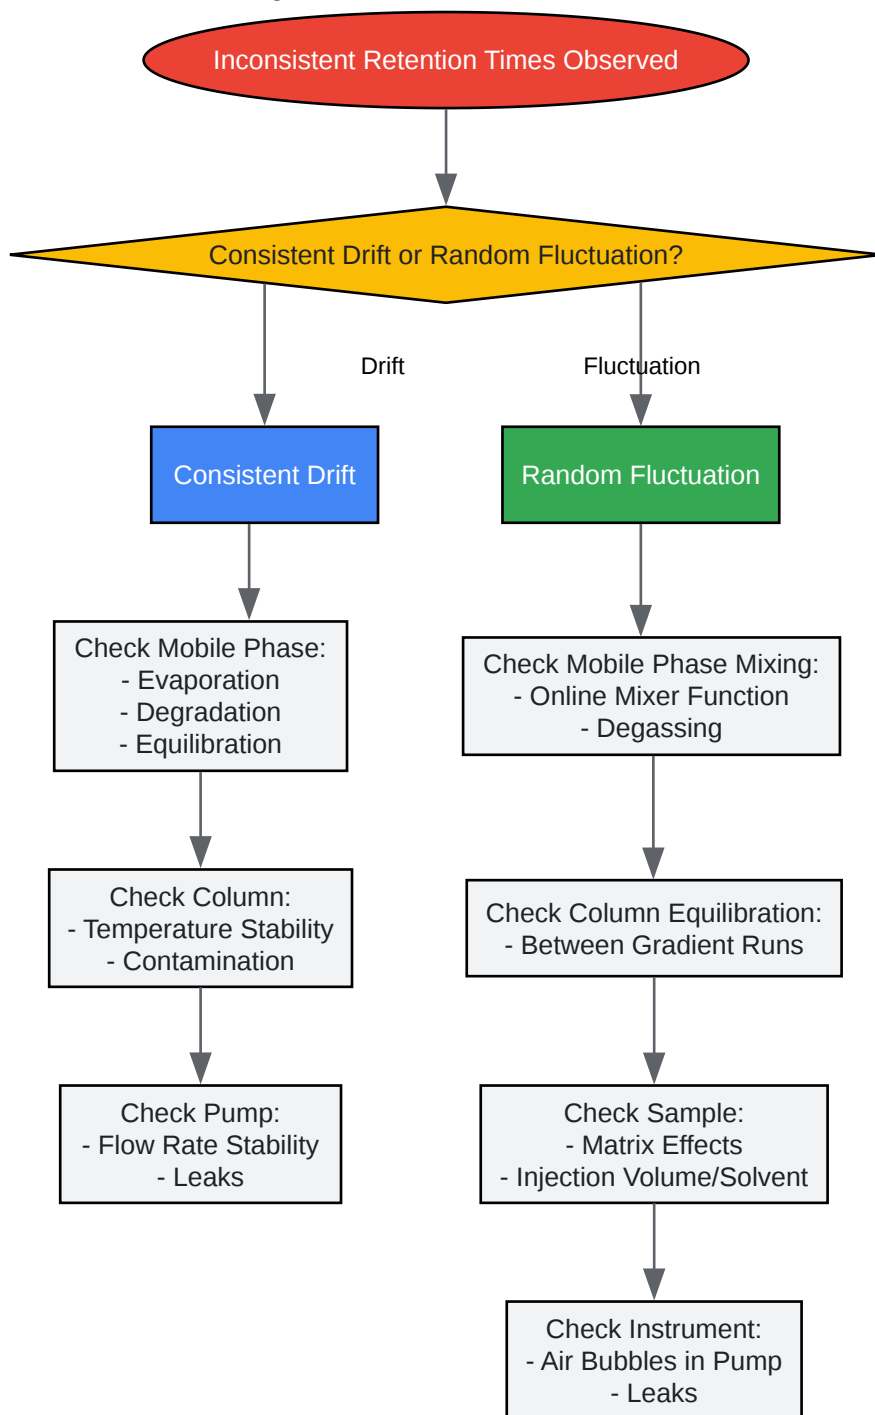 Inconsistent Retention Times Observed
Consistent Drift or Random Fluctuation?
Drift
Fluctuation
Consistent Drift
Random Fluctuation
Check Mobile Phase:
- Evaporation
- Degradation
- Equilibration
Check Mobile Phase Mixing:
- Online Mixer Function
- Degassing
Check Column:
- Temperature Stability
- Contamination
Check Column Equilibration:
- Between Gradient Runs
Check Pump:
- Flow Rate Stability
- Leaks
Check Sample:
- Matrix Effects
- Injection Volume/Solvent
Check Instrument:
- Air Bubbles in Pump
- Leaks